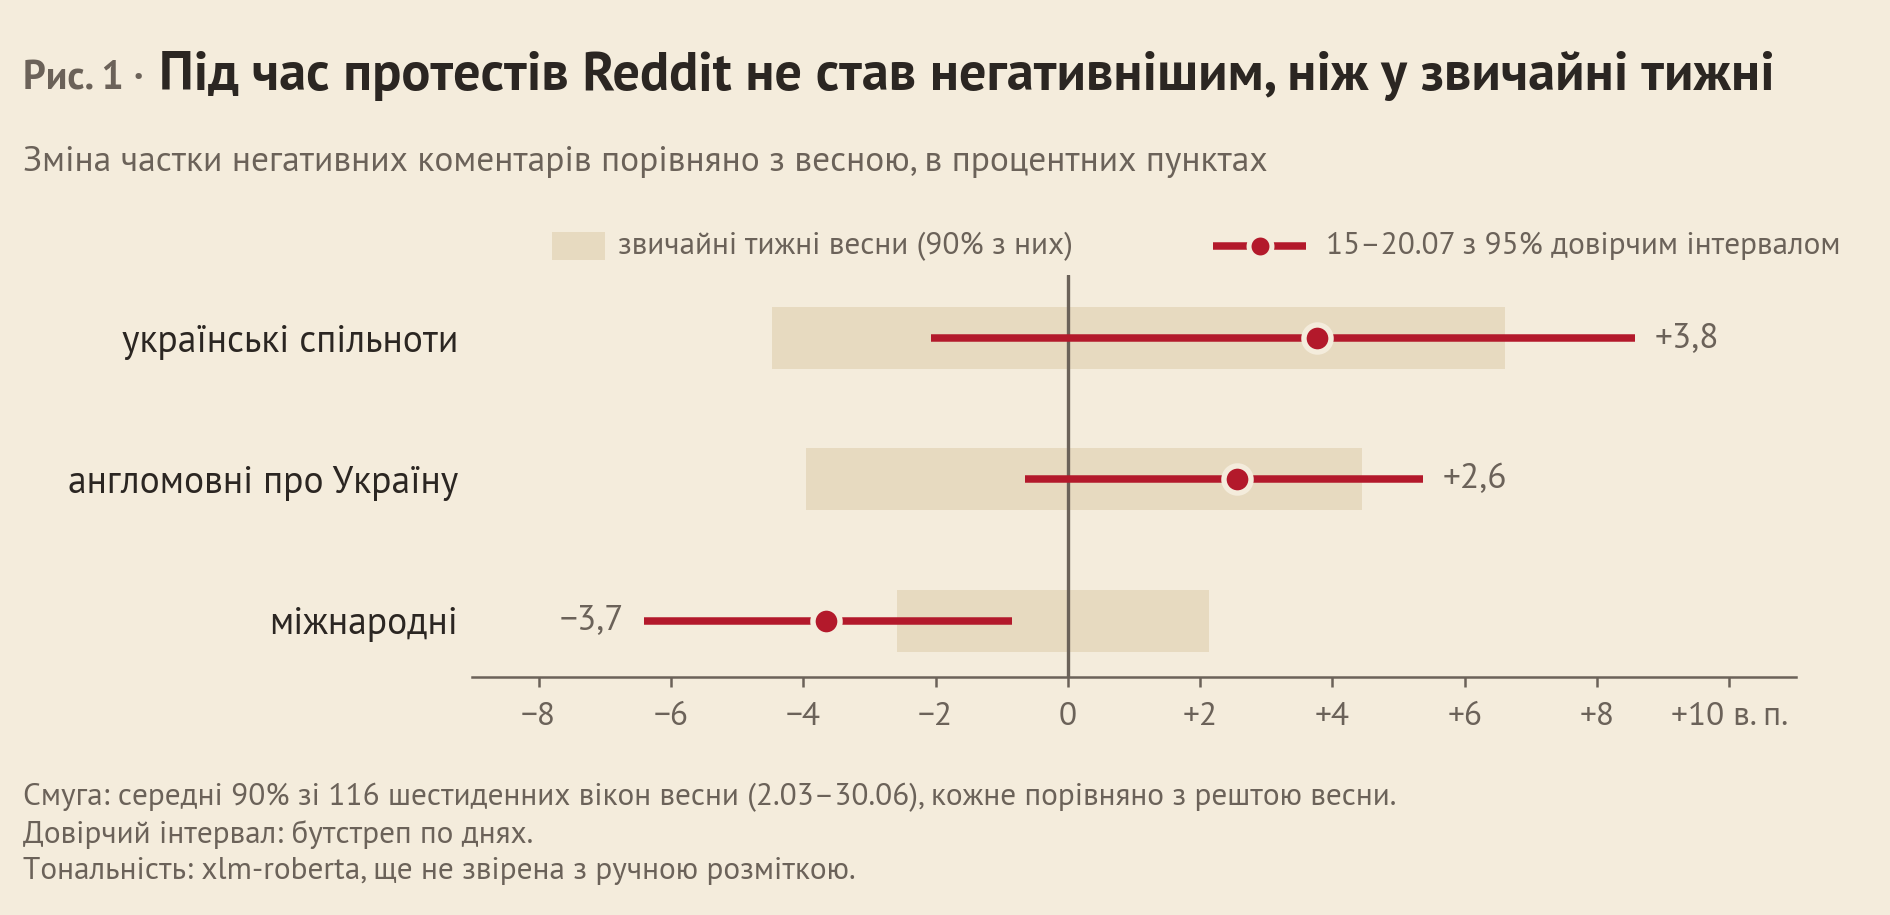 Рис. 1 · Під час протестів Reddit не став негативнішим, ніж у звичайні тижні
Зміна частки негативних коментарів порівняно з весною, в процентних пунктах
звичайні тижні весни (90% з них)
15–20.07 з 95% довірчим інтервалом
українські спільноти
+3,8
англомовні про Україну
+2,6
міжнародні
−3,7
−8 −6 −4 −2 0 +2 +4 +6 +8 +10 в. п.
Смуга: середні 90% зі 116 шестиденних вікон весни (2.03–30.06), кожне порівняно з рештою весни.
Довірчий інтервал: бутстреп по днях.
Тональність: xlm-roberta, ще не звірена з ручною розміткою.